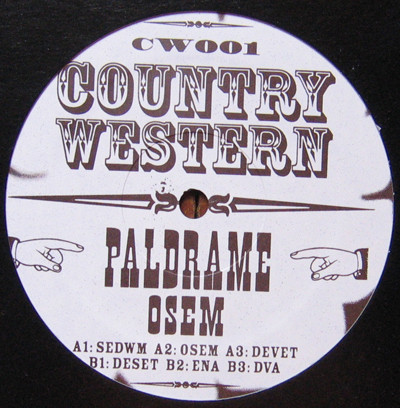 CW001
COUNTRY
WESTERN
PALDRAME
OSEM
A1: SEDWM A2: OSEM A3: DEVET
B1: DESET B2: ENA B3: DVA